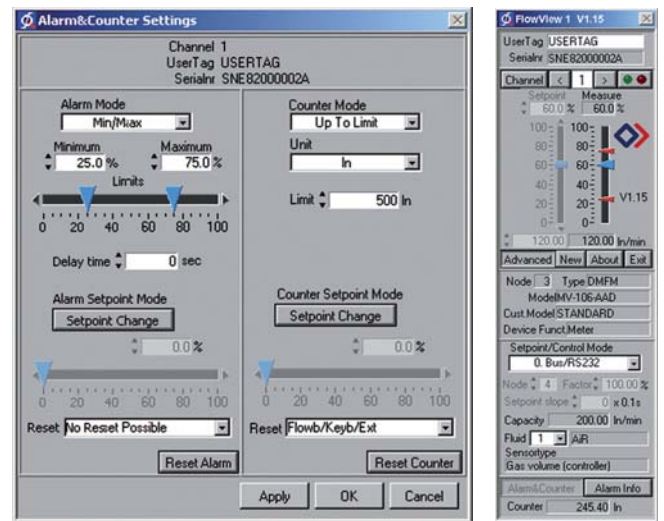 Alarm&Counter Settings
Channel 1
UserTag USERTAG
Serialnr SNE82000002A
Alarm Mode
Min/Miax
Minimum Maximum
25.0 % 75.0 %
Limits
0 20 40 60 80 100
Delay time 0 sec
Alarm Setpoint Mode
Setpoint Change
0.0 %
0 20 40 60 80 100
Reset No Reset Possible
Reset Alarm
Counter Mode
Up To Limit
Unit
ln
Limit 500 ln
Counter Setpoint Mode
Setpoint Change
0.0 %
0 20 40 60 80 100
Reset Flowb/Keyb/Ext
Reset Counter
Apply OK Cancel
FlowView 1 V1.15
UserTag USERTAG
Serialnr SNE82000002A
Channel < 1 >
Setpoint Measure
60.0 % 60.0 %
100 100
80 80
60 60
40 40
20 20 V1.15
0 0
120.00 120.00 ln/min
Advanced New About Exit
Node 3 Type DMFM
Model MV-106-AAD
Cust.Model STANDARD
Device Funct. Meter
Setpoint/Control Mode
0. Bus/RS232
Node 4 Factor 100.00 %
Setpoint slope 0 x 0.1s
Capacity 200.00 ln/min
Fluid 1 AiR
Sensortype
Gas volume (controller)
Alarm&Counter Alarm Info
Counter 245.40 ln